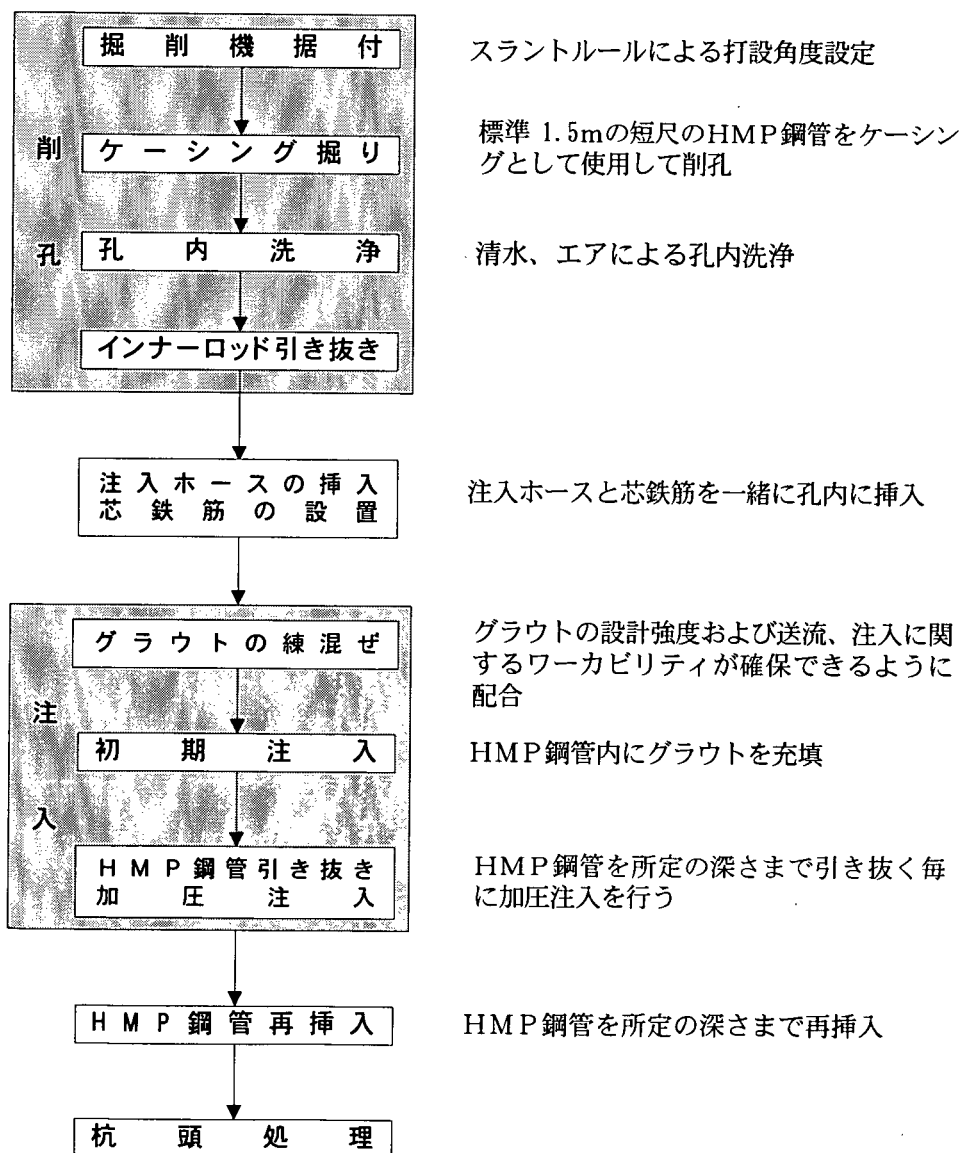 掘削機据付
スラントルールによる打設角度設定
削
孔
ケーシング掘り
標準 1.5mの短尺のHMP鋼管をケーシン
グとして使用して削孔
孔内洗浄
清水、エアによる孔内洗浄
インナーロッド引き抜き
注入ホースの挿入
芯鉄筋の設置
注入ホースと芯鉄筋を一緒に孔内に挿入
注
入
グラウトの練混ぜ
グラウトの設計強度および送流、注入に関
するワーカビリティが確保できるように
配合
初期注入
HMP鋼管内にグラウトを充填
HMP鋼管引き抜き
加圧注入
HMP鋼管を所定の深さまで引き抜く毎
に加圧注入を行う
HMP鋼管再挿入
HMP鋼管を所定の深さまで再挿入
杭頭処理